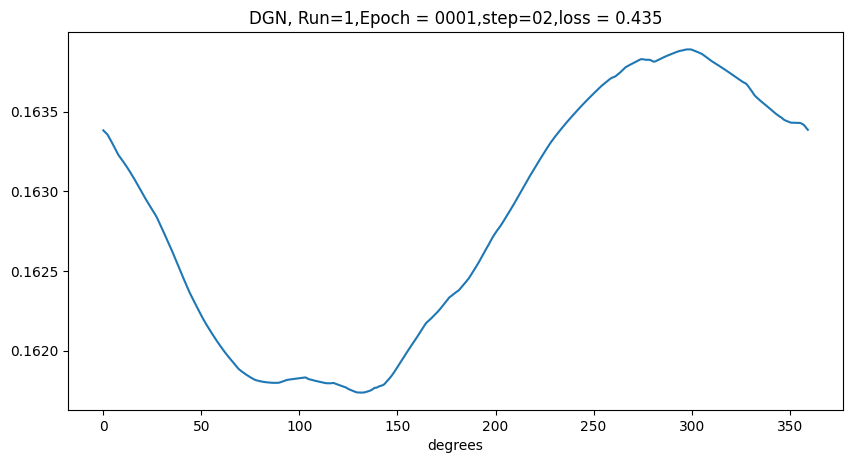 DGN, Run=1,Epoch = 0001,step=02,loss = 0.435
0.1635
0.1630
0.1625
0.1620
0 50 100 150 200 250 300 350
degrees